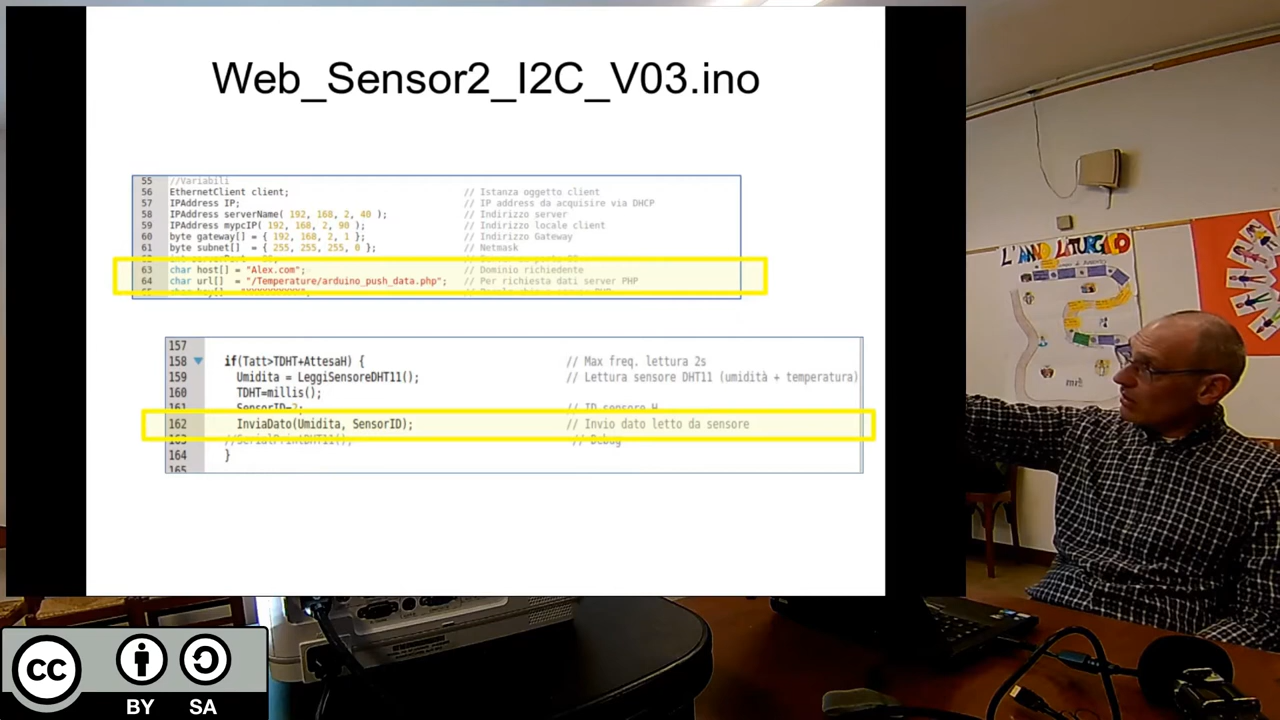 Web_Sensor2_I2C_V03.ino
55 //Variabili
56 EthernetClient client; // Istanza oggetto client
57 IPAddress IP; // IP address da acquisire via DHCP
58 IPAddress serverName( 192, 168, 2, 40 ); // Indirizzo server
59 IPAddress mypcIP( 192, 168, 2, 90 ); // Indirizzo locale client
60 byte gateway[] = { 192, 168, 2, 1 }; // Indirizzo Gateway
61 byte subnet[] = { 255, 255, 255, 0 }; // Netmask
63 char host[] = "Alex.com"; // Dominio richiedente
64 char url[] = "/Temperature/arduino_push_data.php"; // Per richiesta dati server PHP
157
158 if(Tatt>TDHT+AttesaH) { // Max freq. lettura 2s
159 Umidita = LeggiSensoreDHT11(); // Lettura sensore DHT11 (umidità + temperatura)
160 TDHT=millis();
161 SensorID=2; // ID sensore H
162 InviaDato(Umidita, SensorID); // Invio dato letto da sensore
163 //SerialPrintDHT11(); // Debug
164 }
165
L'ANNO LITURGICO
CC
BY SA